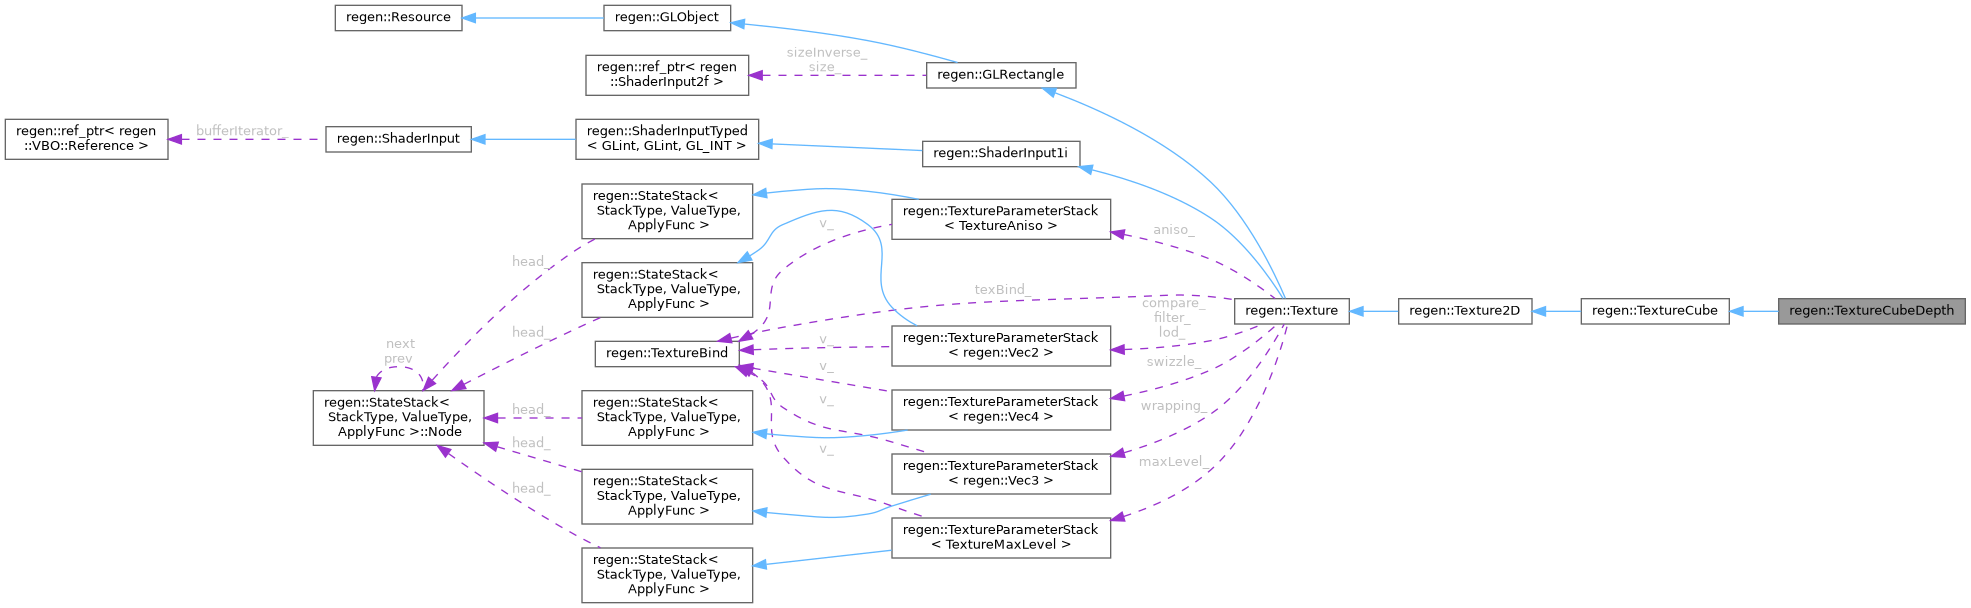 regen::Resource
regen::GLObject
sizeInverse_
size_
regen::ref_ptr< regen
::ShaderInput2f >
regen::GLRectangle
regen::ref_ptr< regen
::VBO::Reference >
bufferIterator_
regen::ShaderInput
regen::ShaderInputTyped
< GLint, GLint, GL_INT >
regen::ShaderInput1i
regen::StateStack<
StackType, ValueType,
ApplyFunc >
v_
regen::TextureParameterStack
< TextureAniso >
aniso_
head_
regen::StateStack<
StackType, ValueType,
ApplyFunc >
texBind_
compare_
filter_
lod_
regen::Texture
regen::Texture2D
regen::TextureCube
regen::TextureCubeDepth
head_
next
prev
regen::TextureBind
v_
regen::TextureParameterStack
< regen::Vec2 >
swizzle_
v_
regen::StateStack<
StackType, ValueType,
ApplyFunc >::Node
head_
regen::StateStack<
StackType, ValueType,
ApplyFunc >
v_
regen::TextureParameterStack
< regen::Vec4 >
wrapping_
head_
v_
regen::TextureParameterStack
< regen::Vec3 >
maxLevel_
head_
regen::StateStack<
StackType, ValueType,
ApplyFunc >
regen::TextureParameterStack
< TextureMaxLevel >
regen::StateStack<
StackType, ValueType,
ApplyFunc >